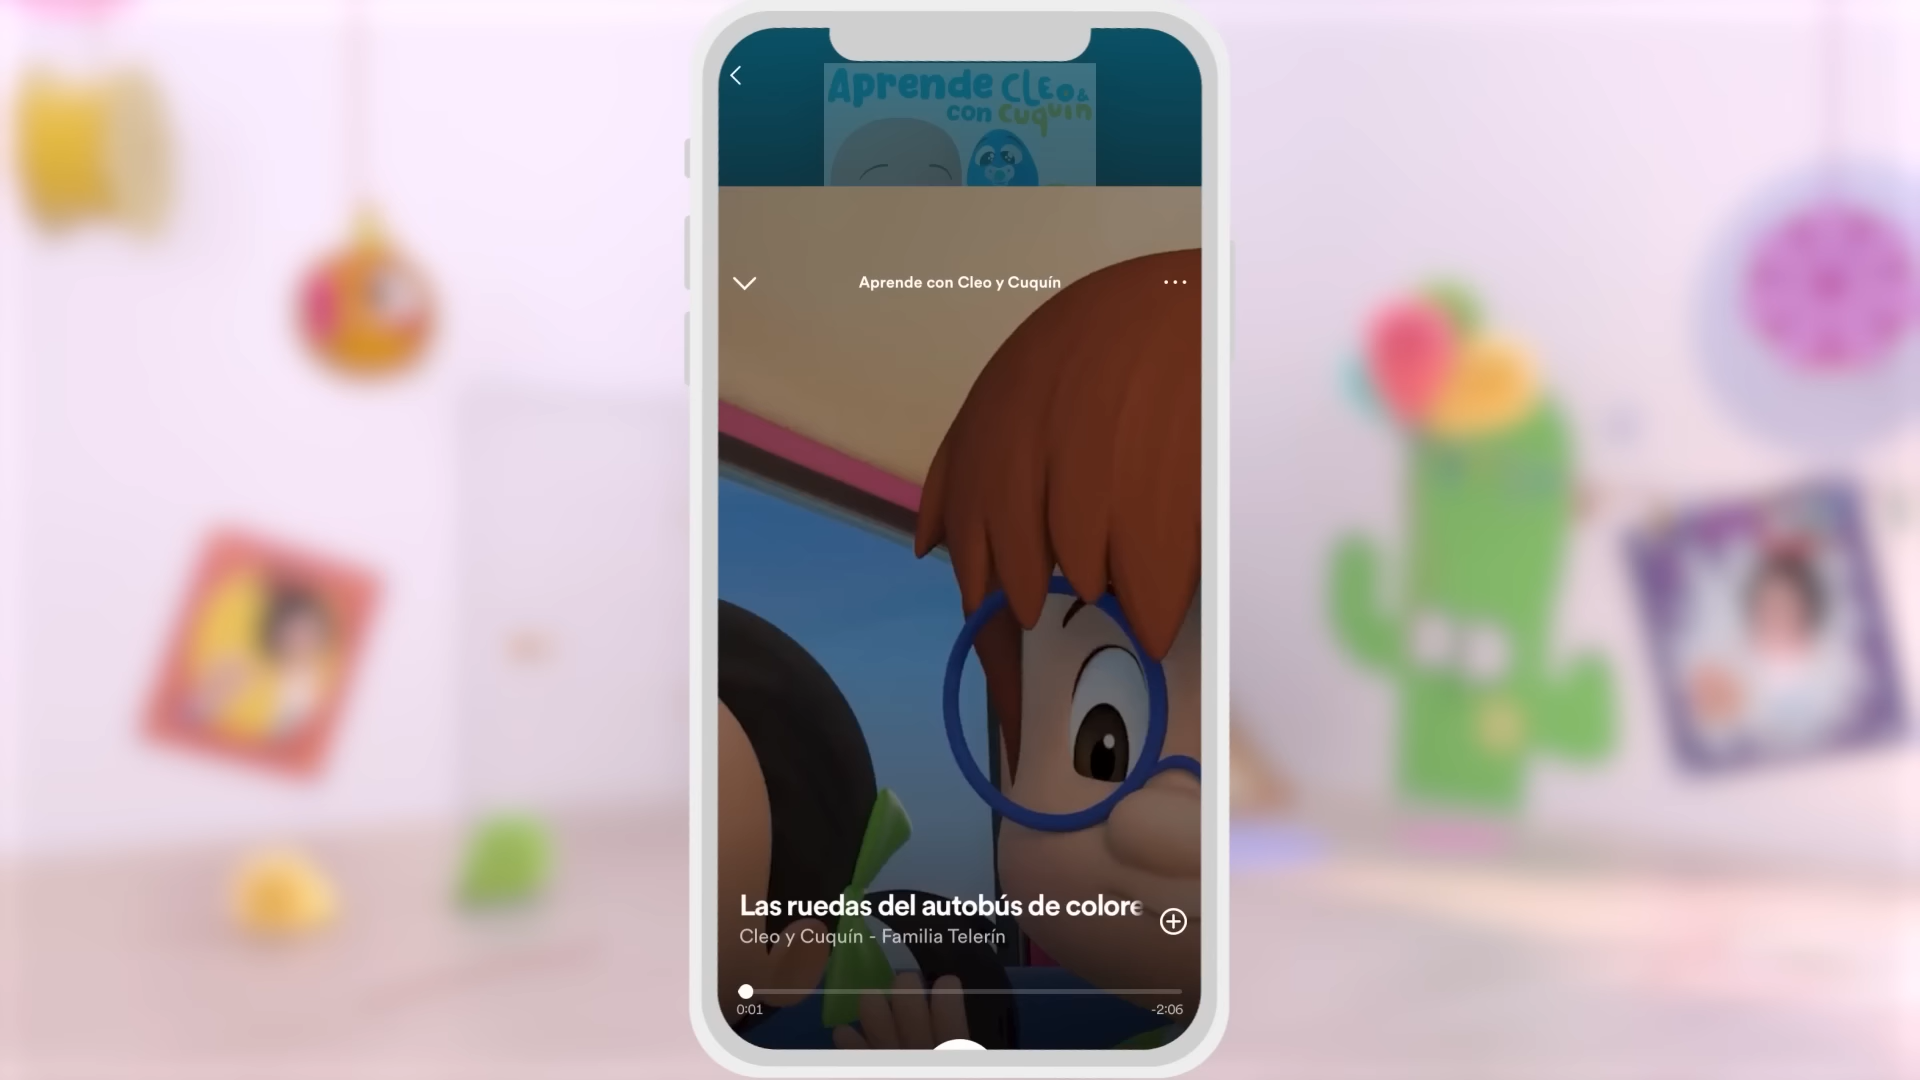 Aprende CLEO &
con Cuquín
Aprende con Cleo y Cuquín
Las ruedas del autobús de colore
Cleo y Cuquín - Familia Telerín
0:01
-2:06